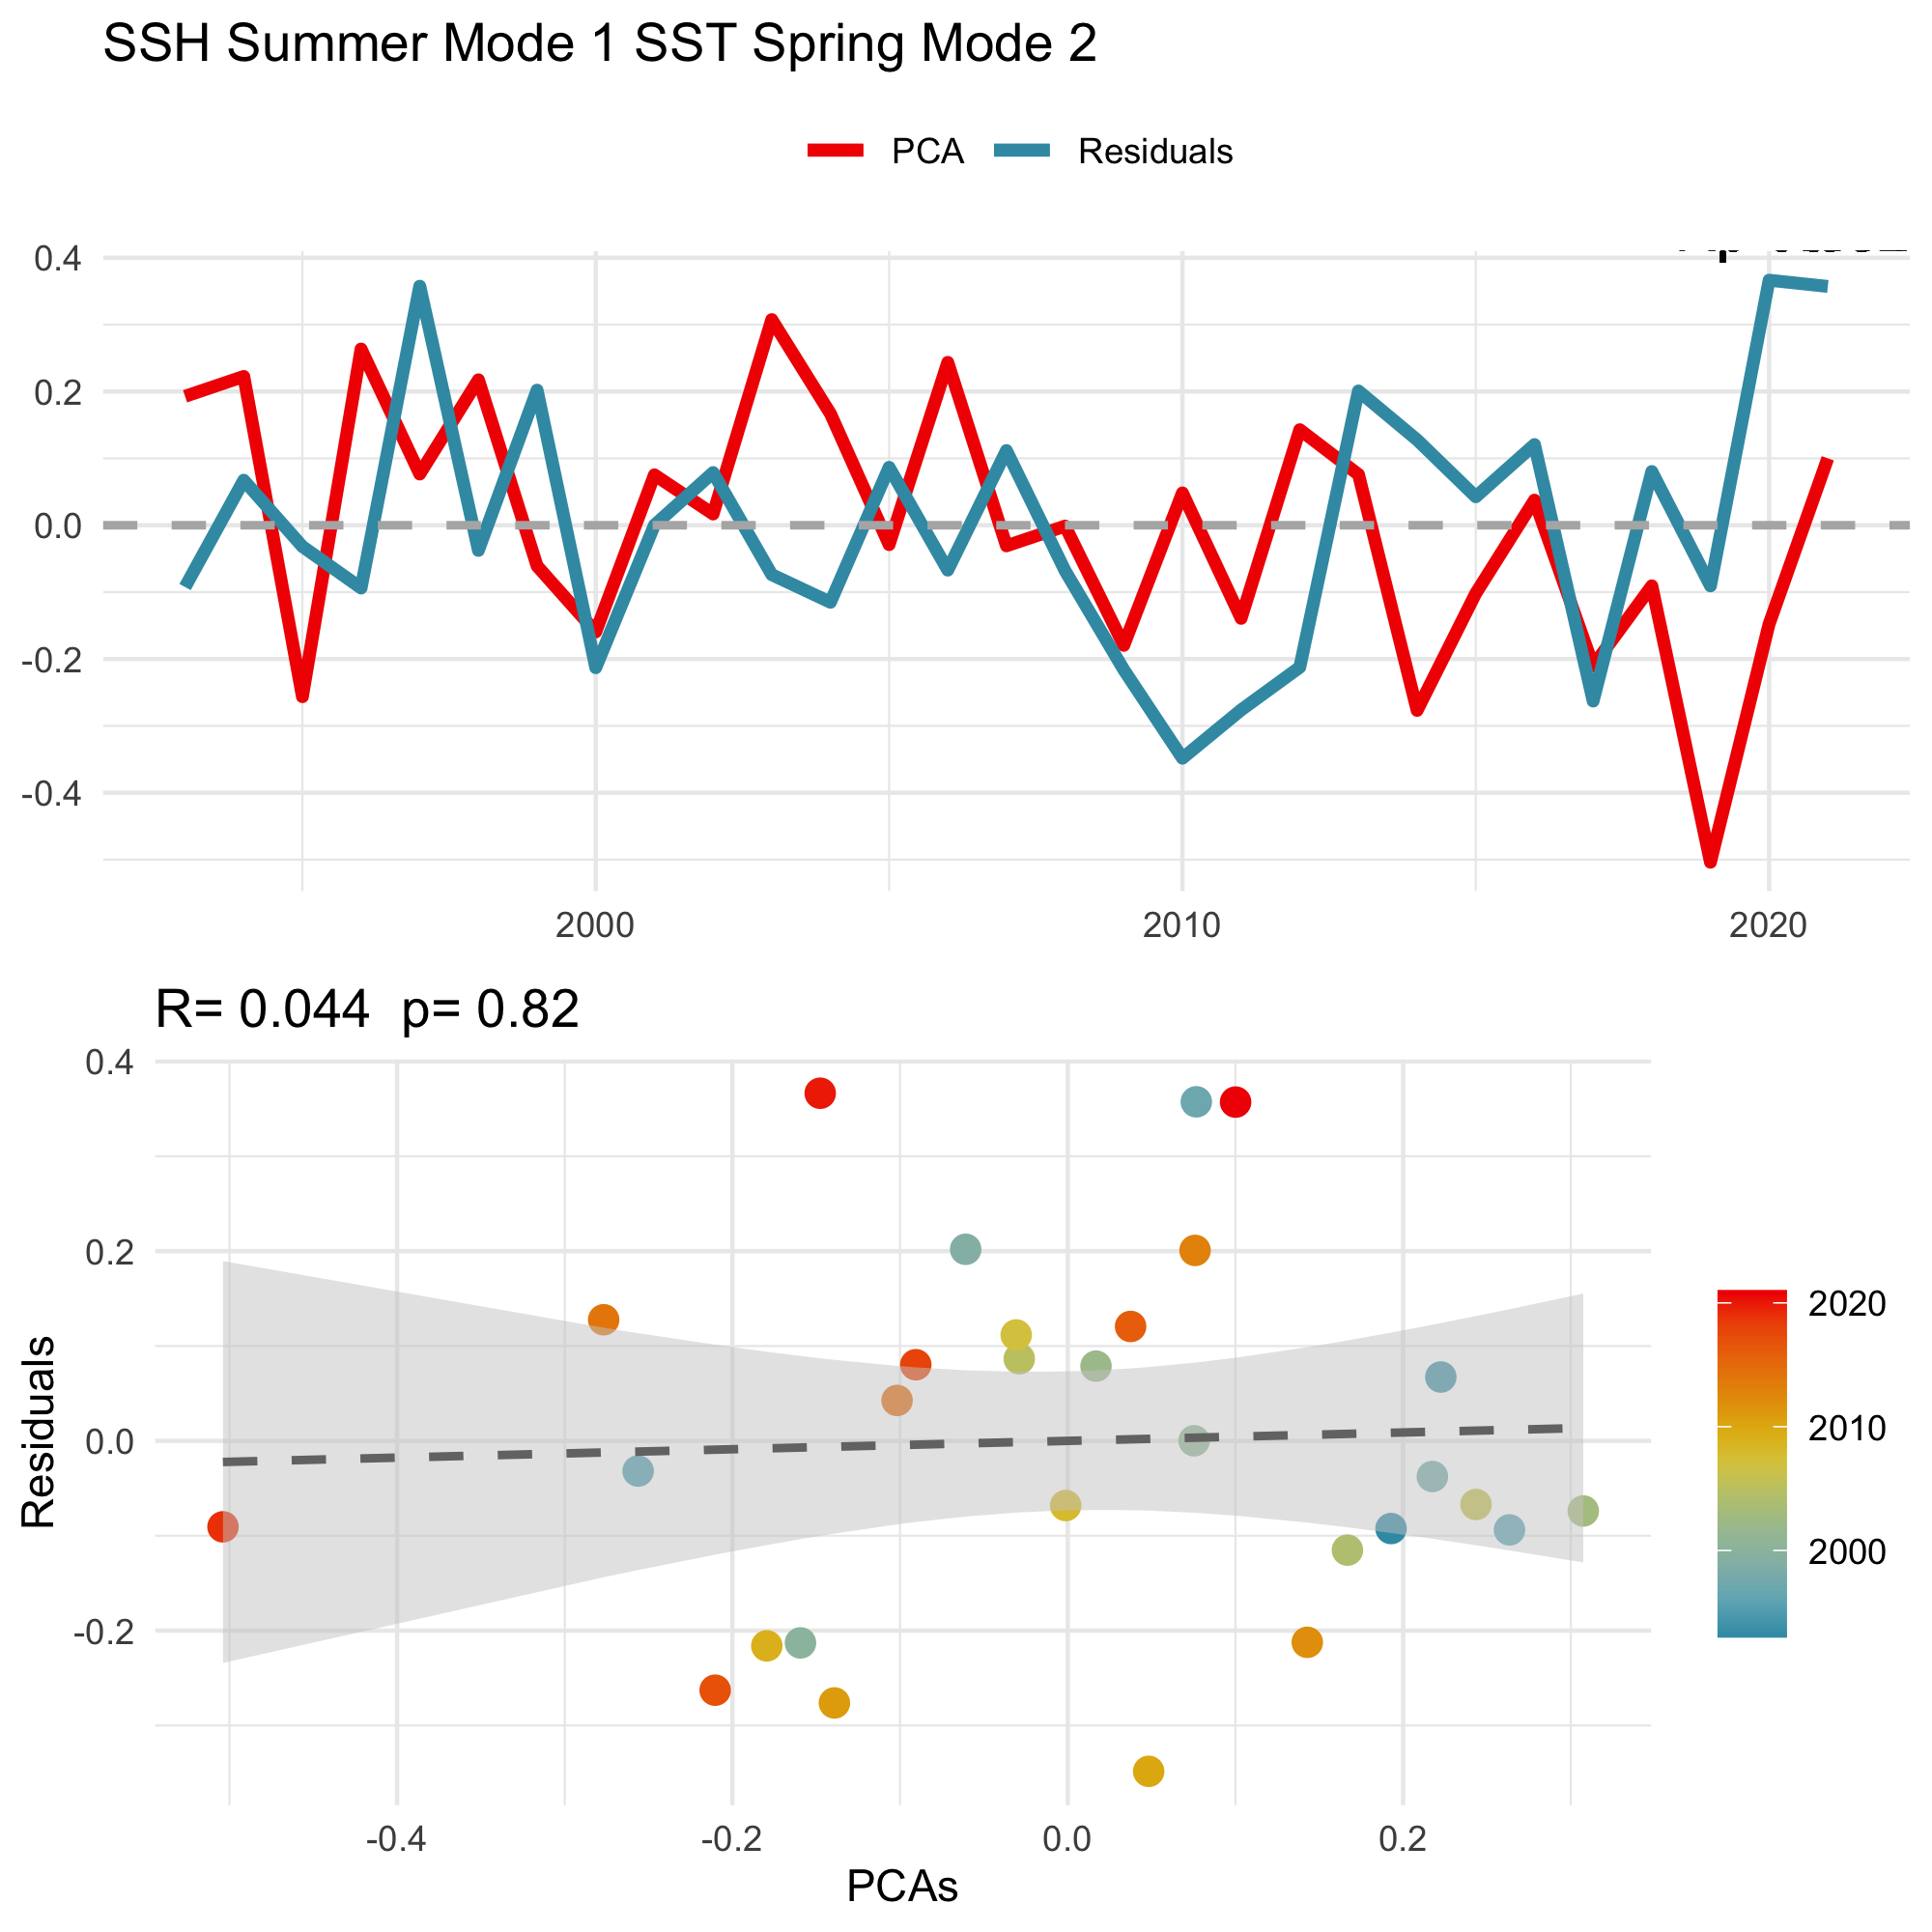 SSH Summer Mode 1 SST Spring Mode 2
PCA Residuals
0.4
0.2
0.0
-0.2
-0.4
2000 2010 2020
R= 0.044 p= 0.82
0.4
0.2
0.0
-0.2
Residuals
-0.4 -0.2 0.0 0.2
PCAs
2020
2010
2000